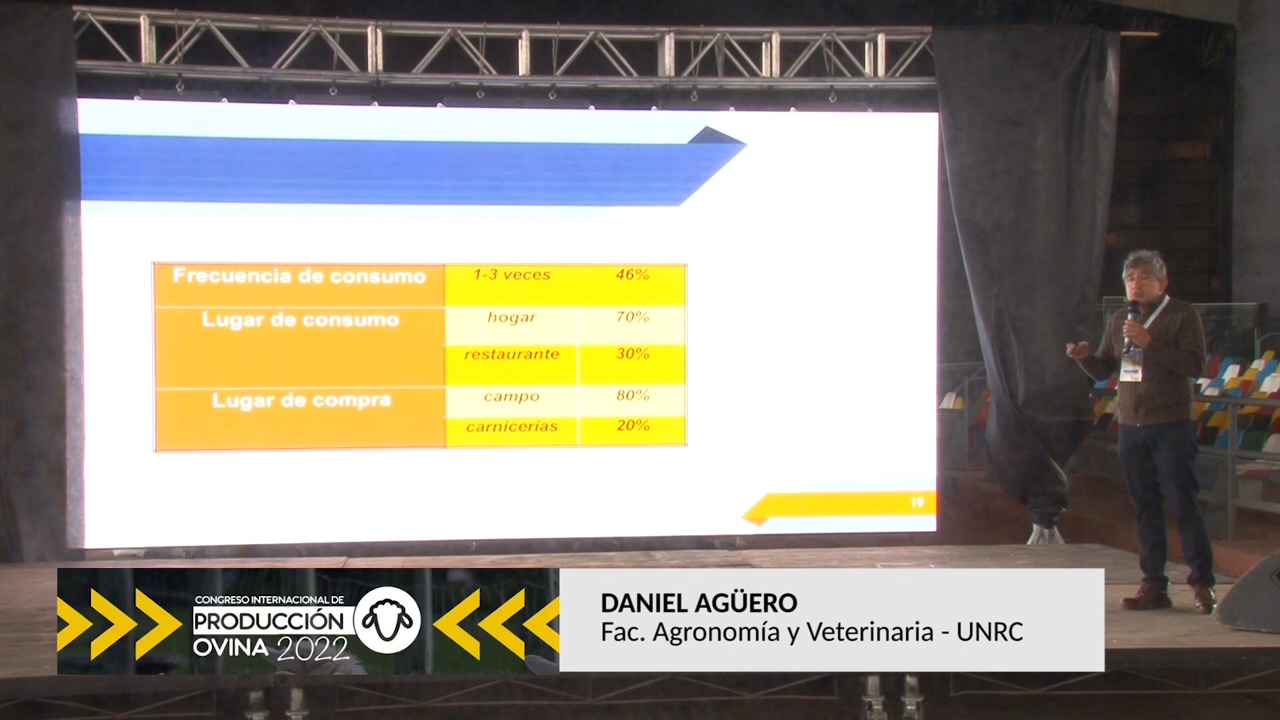 Frecuencia de consumo 1-3 veces 46%
Lugar de consumo hogar 70%
restaurante 30%
Lugar de compra campo 80%
carnicerías 20%
19
CONGRESO INTERNACIONAL DE
PRODUCCIÓN
OVINA 2022
DANIEL AGÜERO
Fac. Agronomía y Veterinaria - UNRC